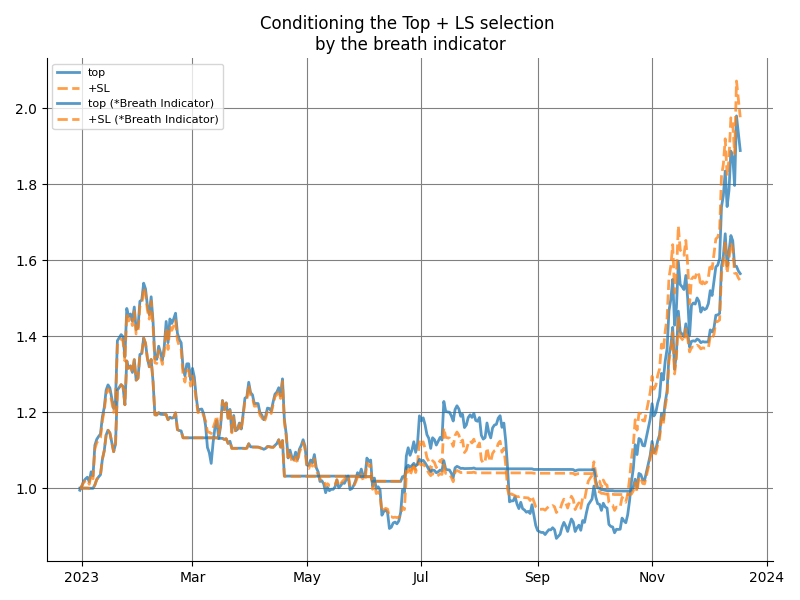 Conditioning the Top + LS selection
by the breath indicator
top
+SL
top (*Breath Indicator)
+SL (*Breath Indicator)
2.0
1.8
1.6
1.4
1.2
1.0
2023 Mar May Jul Sep Nov 2024